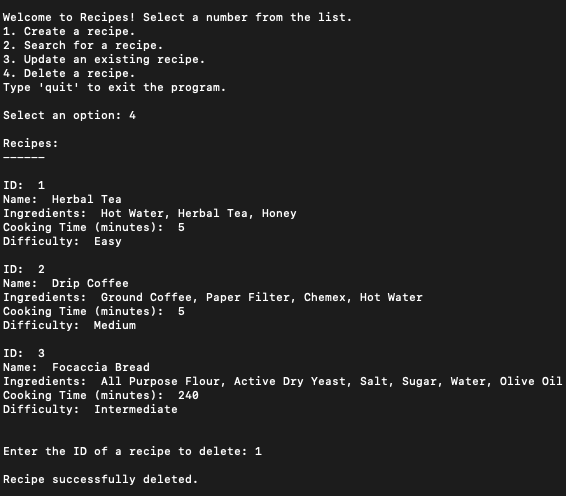 Welcome to Recipes! Select a number from the list.
1. Create a recipe.
2. Search for a recipe.
3. Update an existing recipe.
4. Delete a recipe.
Type 'quit' to exit the program.
Select an option: 4
Recipes:
——————
ID:  1
Name:  Herbal Tea
Ingredients:  Hot Water, Herbal Tea, Honey
Cooking Time (minutes):  5
Difficulty:  Easy
ID:  2
Name:  Drip Coffee
Ingredients:  Ground Coffee, Paper Filter, Chemex, Hot Water
Cooking Time (minutes):  5
Difficulty:  Medium
ID:  3
Name:  Focaccia Bread
Ingredients:  All Purpose Flour, Active Dry Yeast, Salt, Sugar, Water, Olive Oil
Cooking Time (minutes):  240
Difficulty:  Intermediate
Enter the ID of a recipe to delete: 1
Recipe successfully deleted.